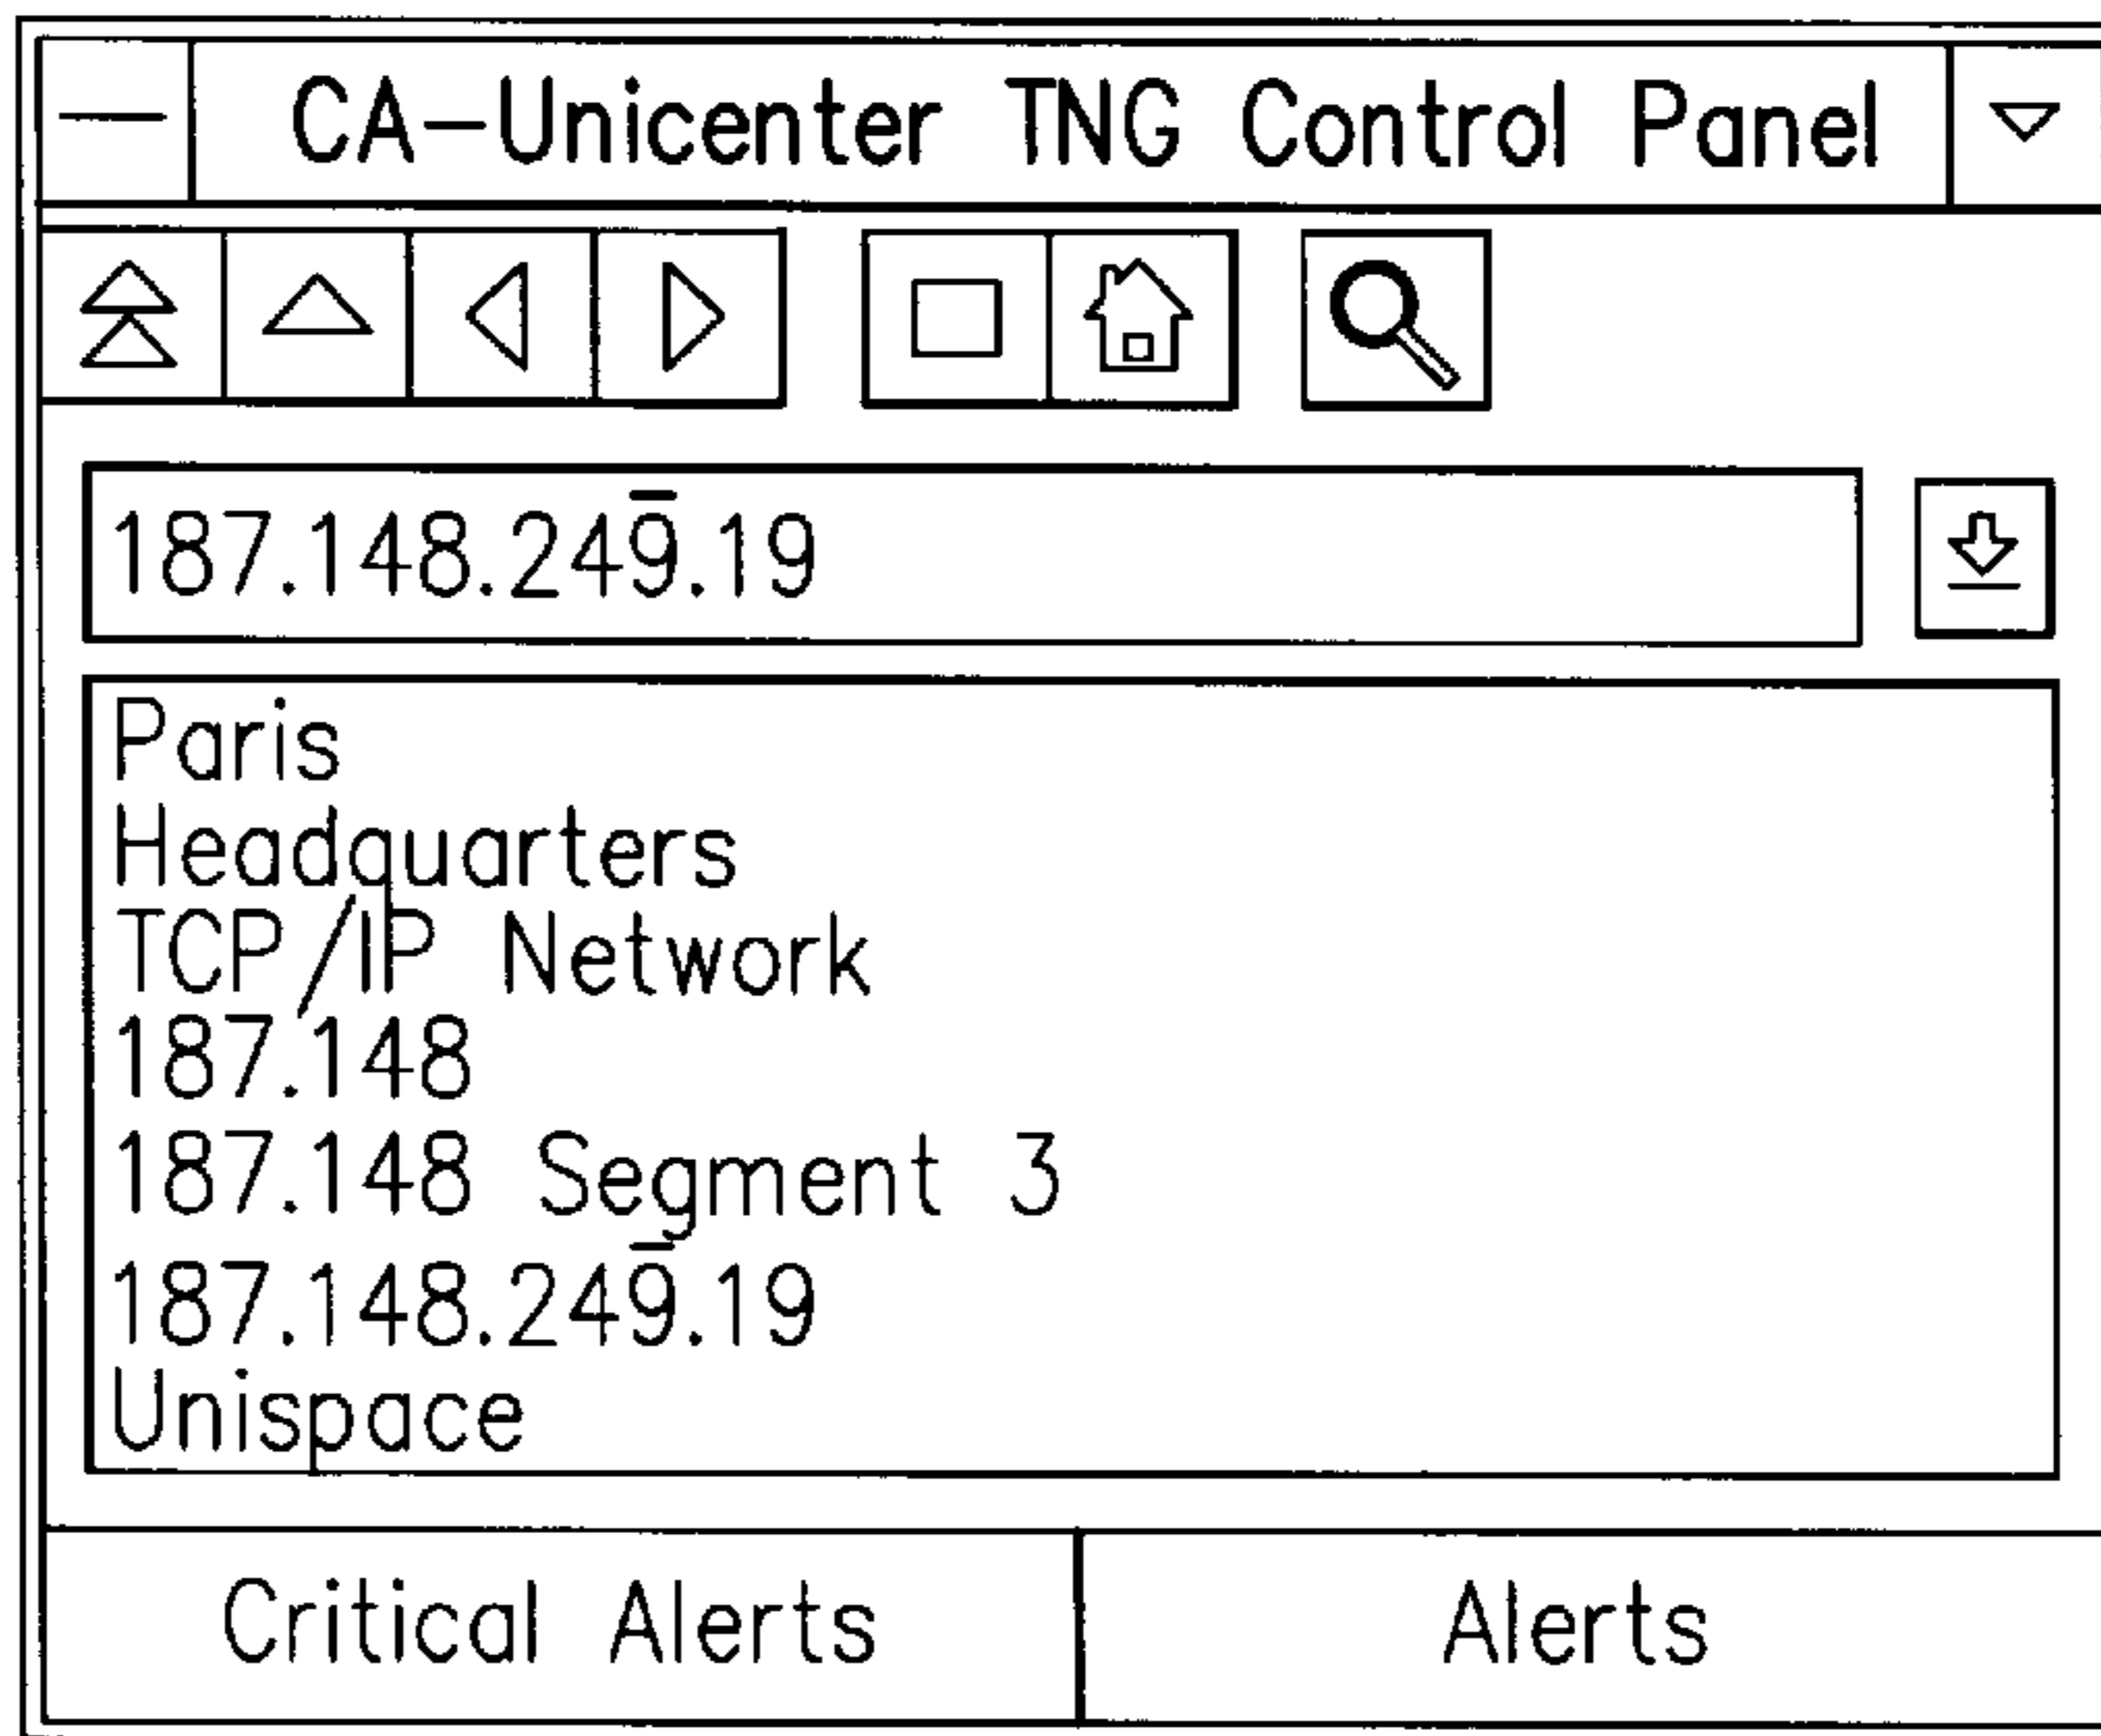 CA-Unicenter TNG Control Panel
187.148.249̅.19
Paris
Headquarters
TCP/IP Network
187.148
187.148 Segment 3
187.148.249̅.19
Unispace
Critical Alerts
Alerts